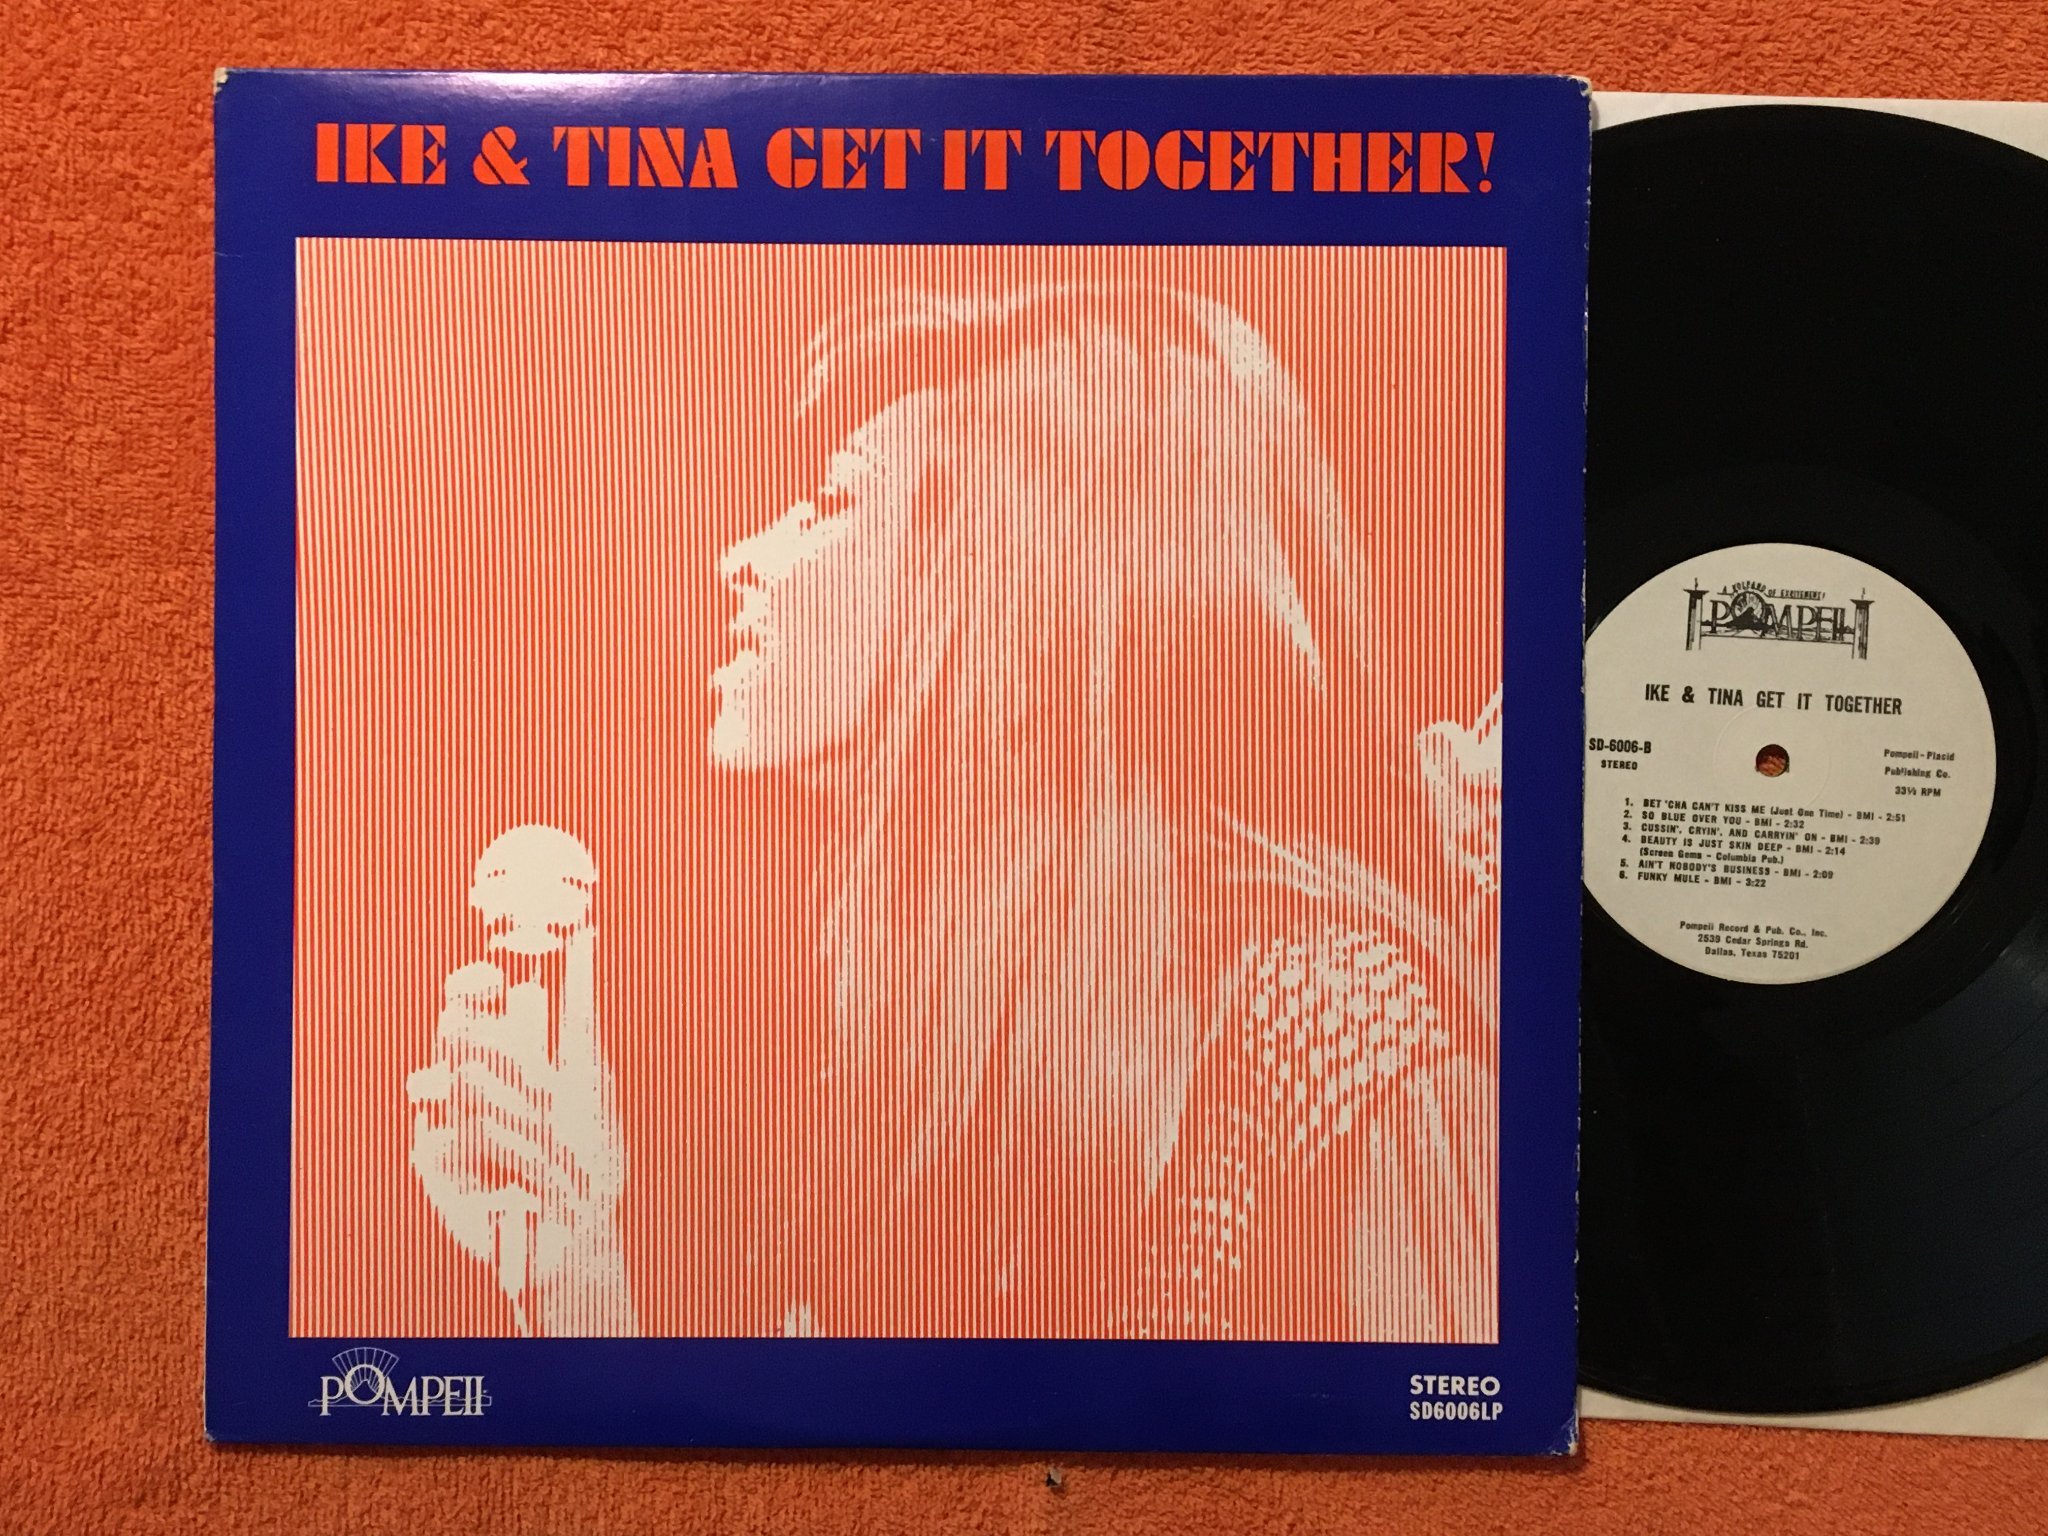 IKE & TINA GET IT TOGETHER!
POMPEII
STEREO
SD6006LP
A VOLCANO OF EXCITEMENT!
POMPEII
IKE & TINA GET IT TOGETHER
SD-6006-B
STEREO
Pompeii-Placid
Publishing Co.
33⅓ RPM
1. BET 'CHA CAN'T KISS ME (Just One Time) - BMI - 2:51
2. SO BLUE OVER YOU - BMI - 2:32
3. CUSSIN', CRYIN', AND CARRYIN' ON - BMI - 2:39
4. BEAUTY IS JUST SKIN DEEP - BMI - 2:14
(Screen Gems - Columbia Pub.)
5. AIN'T NOBODY'S BUSINESS - BMI - 2:09
6. FUNKY MULE - BMI - 3:22
Pompeii Record & Pub. Co., Inc.
2539 Cedar Springs Rd.
Dallas, Texas 75201